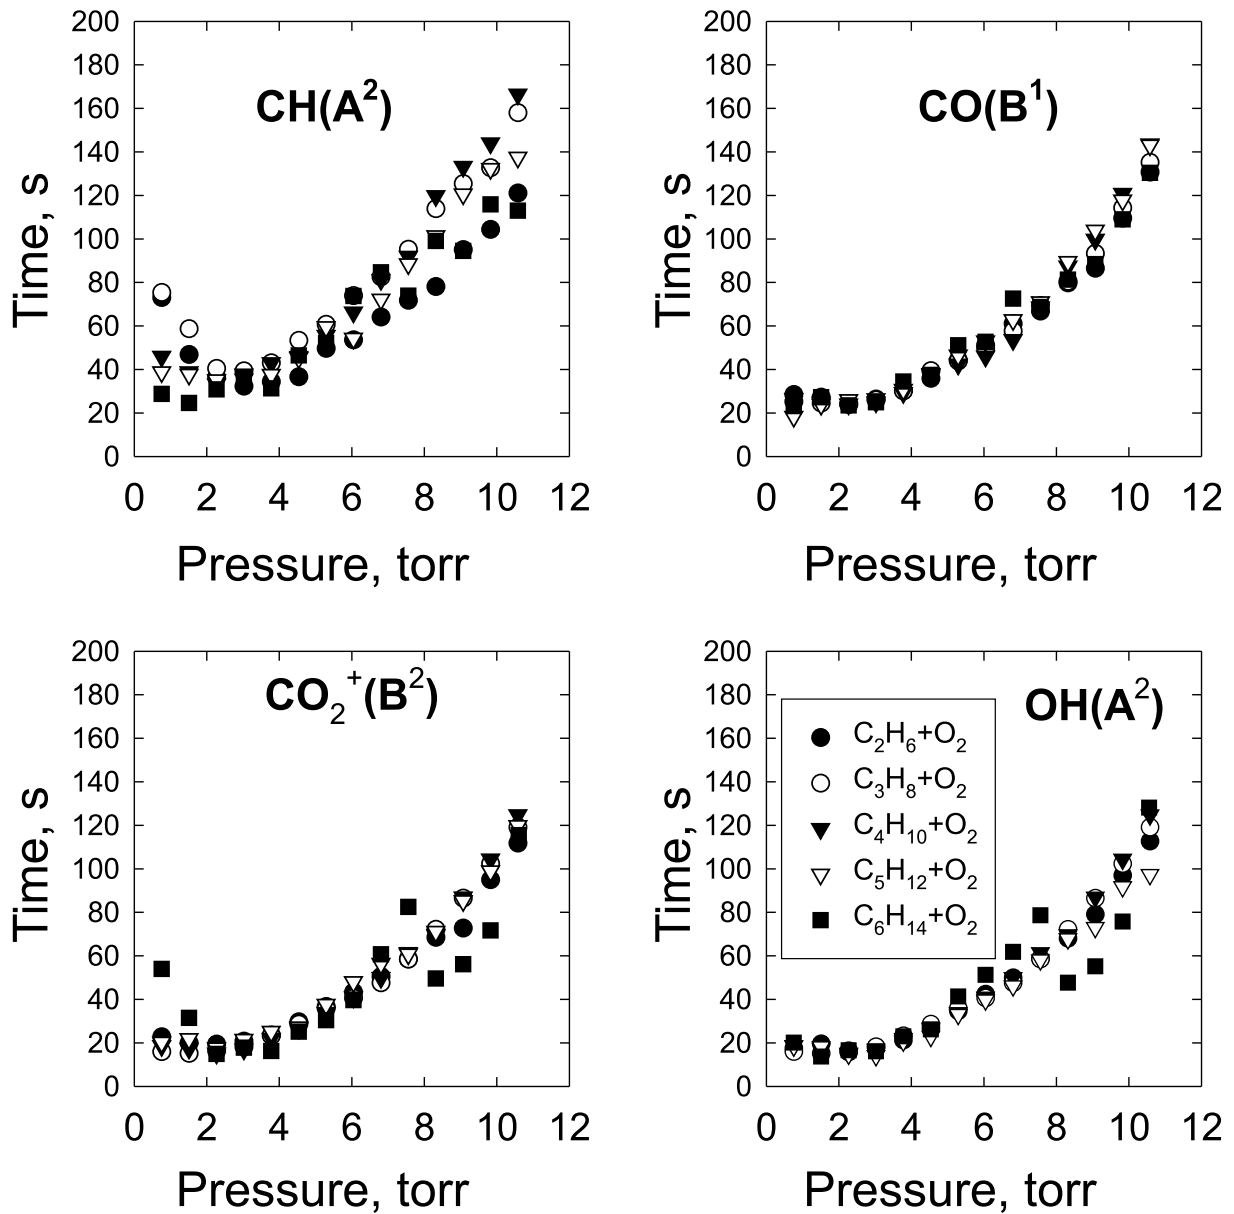 200
180
160
140
120
100
80
60
40
20
0
Time, s
CH(A²)
0 2 4 6 8 10 12
Pressure, torr
200
180
160
140
120
100
80
60
40
20
0
Time, s
CO(B¹)
0 2 4 6 8 10 12
Pressure, torr
200
180
160
140
120
100
80
60
40
20
0
Time, s
CO₂⁺(B²)
0 2 4 6 8 10 12
Pressure, torr
200
180
160
140
120
100
80
60
40
20
0
Time, s
OH(A²)
C₂H₆+O₂
C₃H₈+O₂
C₄H₁₀+O₂
C₅H₁₂+O₂
C₆H₁₄+O₂
0 2 4 6 8 10 12
Pressure, torr